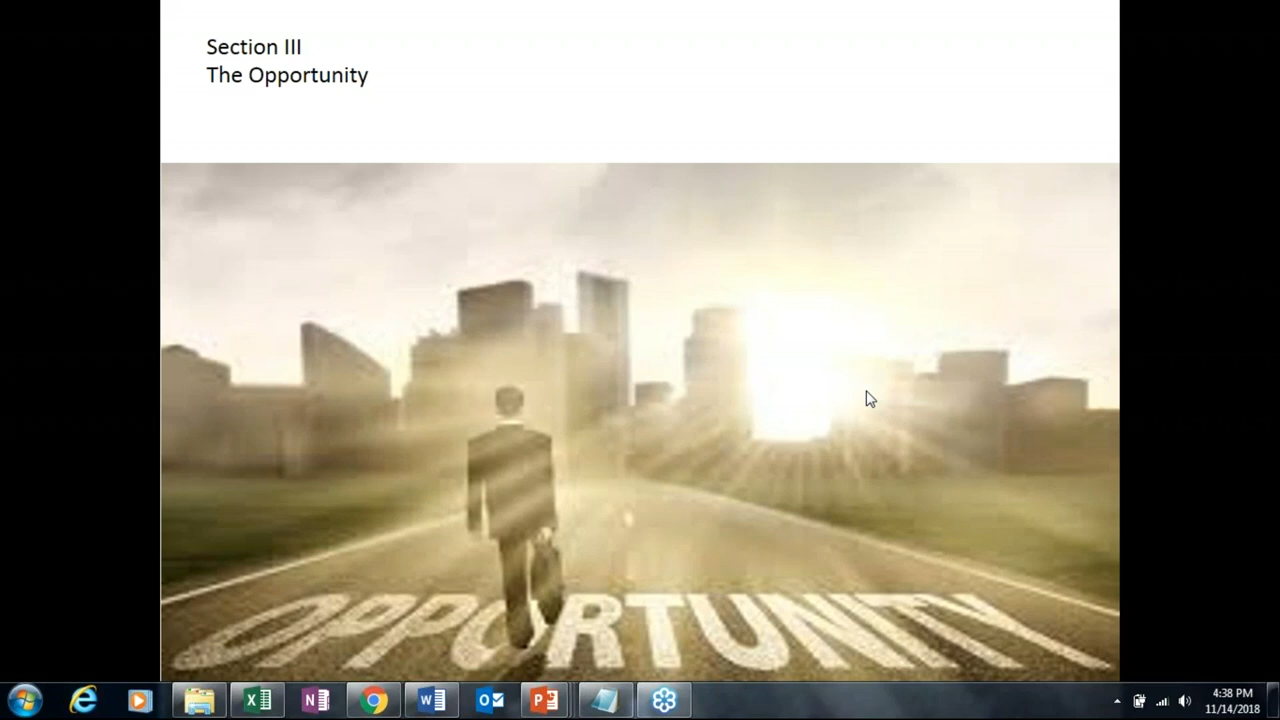 Section III
The Opportunity
OPPORTUNITY
4:38 PM
11/14/2018